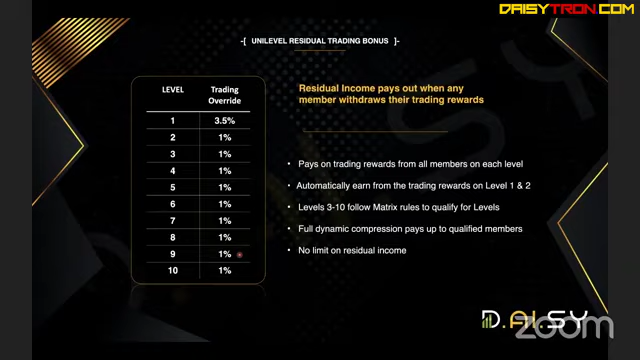 DAISYTRON.COM
-[ UNILEVEL RESIDUAL TRADING BONUS ]-
LEVEL Trading Override
1 3.5%
2 1%
3 1%
4 1%
5 1%
6 1%
7 1%
8 1%
9 1%
10 1%
Residual Income pays out when any
member withdraws their trading rewards
• Pays on trading rewards from all members on each level
• Automatically earn from the trading rewards on Level 1 & 2
• Levels 3-10 follow Matrix rules to qualify for Levels
• Full dynamic compression pays up to qualified members
• No limit on residual income
D.AI.SY
zoom